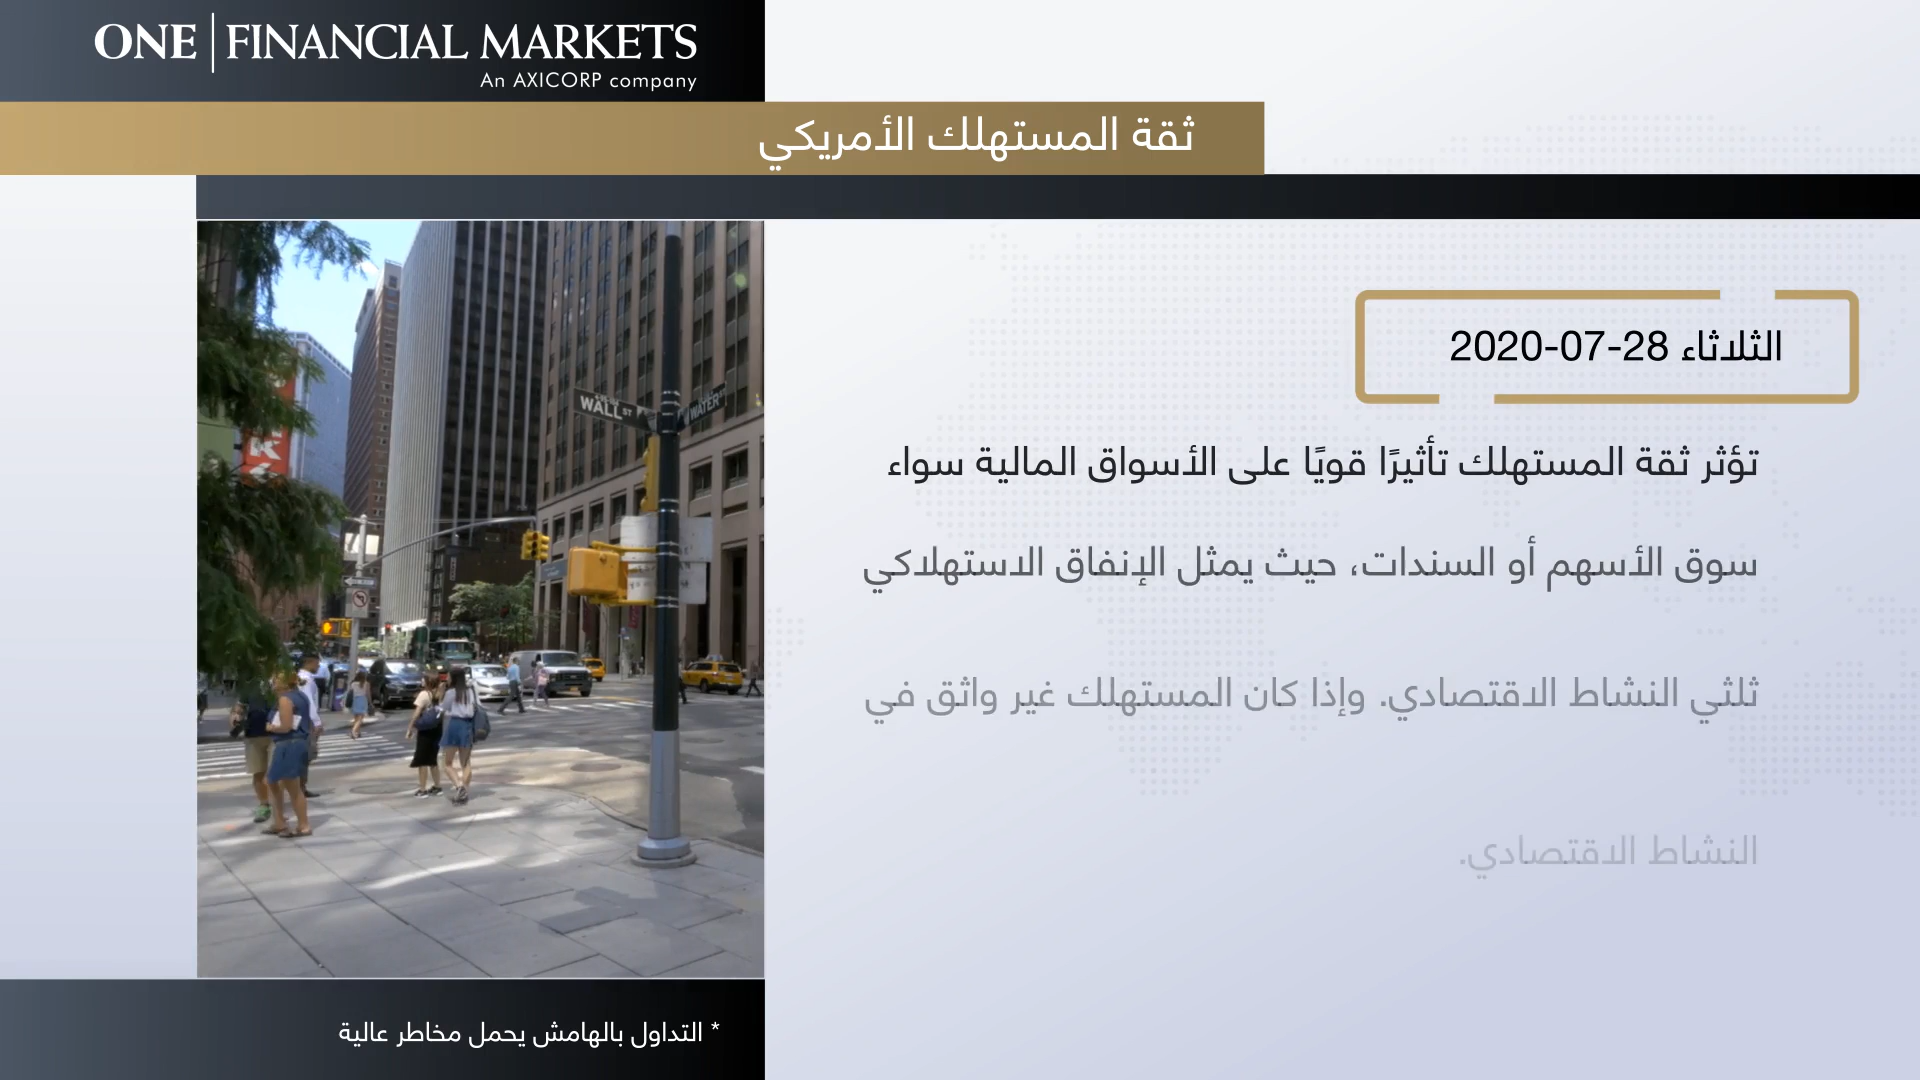 ONE | FINANCIAL MARKETS
An AXICORP company
ثقة المستهلك الأمريكي
الثلاثاء 28-07-2020
تؤثر ثقة المستهلك تأثيرًا قويًا على الأسواق المالية سواء
سوق الأسهم أو السندات، حيث يمثل الإنفاق الاستهلاكي
ثلثي النشاط الاقتصادي. وإذا كان المستهلك غير واثق في
النشاط الاقتصادي.
WALL ST
WATER
* التداول بالهامش يحمل مخاطر عالية